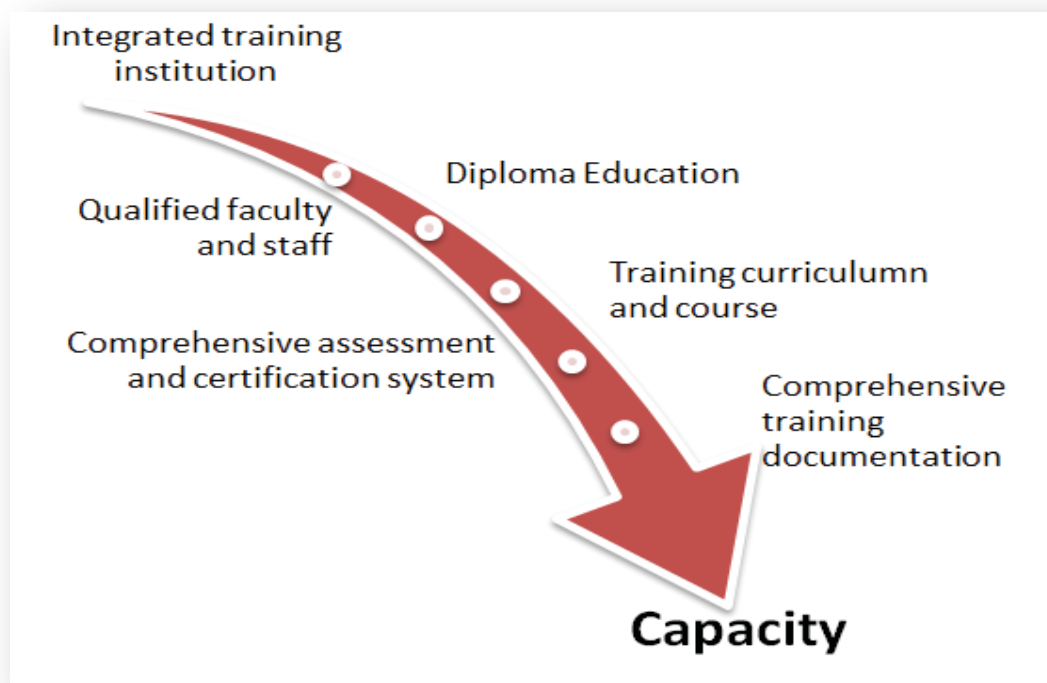 Integrated training
institution
Diploma Education
Qualified faculty
and staff
Training curriculumn
and course
Comprehensive assessment
and certification system
Comprehensive
training
documentation
Capacity